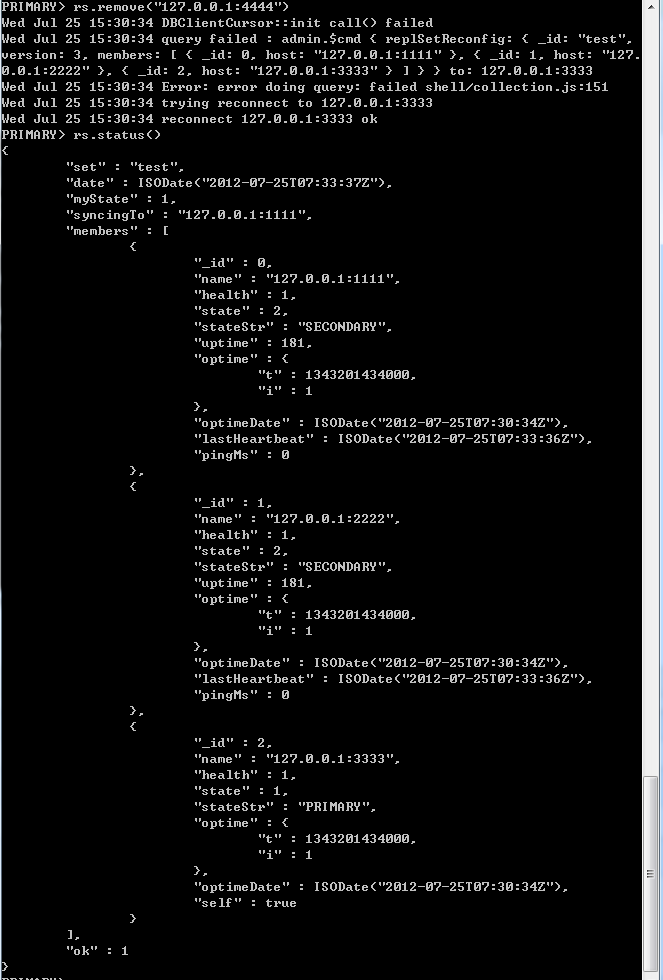 PRIMARY> rs.remove("127.0.0.1:4444")
Wed Jul 25 15:30:34 DBClientCursor::init call() failed
Wed Jul 25 15:30:34 query failed : admin.$cmd { replSetReconfig: { _id: "test",
version: 3, members: [ { _id: 0, host: "127.0.0.1:1111" }, { _id: 1, host: "127.
0.0.1:2222" }, { _id: 2, host: "127.0.0.1:3333" } ] } } to: 127.0.0.1:3333
Wed Jul 25 15:30:34 Error: error doing query: failed shell/collection.js:151
Wed Jul 25 15:30:34 trying reconnect to 127.0.0.1:3333
Wed Jul 25 15:30:34 reconnect 127.0.0.1:3333 ok
PRIMARY> rs.status()
{
"set" : "test",
"date" : ISODate("2012-07-25T07:33:37Z"),
"myState" : 1,
"syncingTo" : "127.0.0.1:1111",
"members" : [
{
"_id" : 0,
"name" : "127.0.0.1:1111",
"health" : 1,
"state" : 2,
"stateStr" : "SECONDARY",
"uptime" : 181,
"optime" : {
"t" : 1343201434000,
"i" : 1
},
"optimeDate" : ISODate("2012-07-25T07:30:34Z"),
"lastHeartbeat" : ISODate("2012-07-25T07:33:36Z"),
"pingMs" : 0
},
{
"_id" : 1,
"name" : "127.0.0.1:2222",
"health" : 1,
"state" : 2,
"stateStr" : "SECONDARY",
"uptime" : 181,
"optime" : {
"t" : 1343201434000,
"i" : 1
},
"optimeDate" : ISODate("2012-07-25T07:30:34Z"),
"lastHeartbeat" : ISODate("2012-07-25T07:33:36Z"),
"pingMs" : 0
},
{
"_id" : 2,
"name" : "127.0.0.1:3333",
"health" : 1,
"state" : 1,
"stateStr" : "PRIMARY",
"optime" : {
"t" : 1343201434000,
"i" : 1
},
"optimeDate" : ISODate("2012-07-25T07:30:34Z"),
"self" : true
}
],
"ok" : 1
}
PRIMARY>